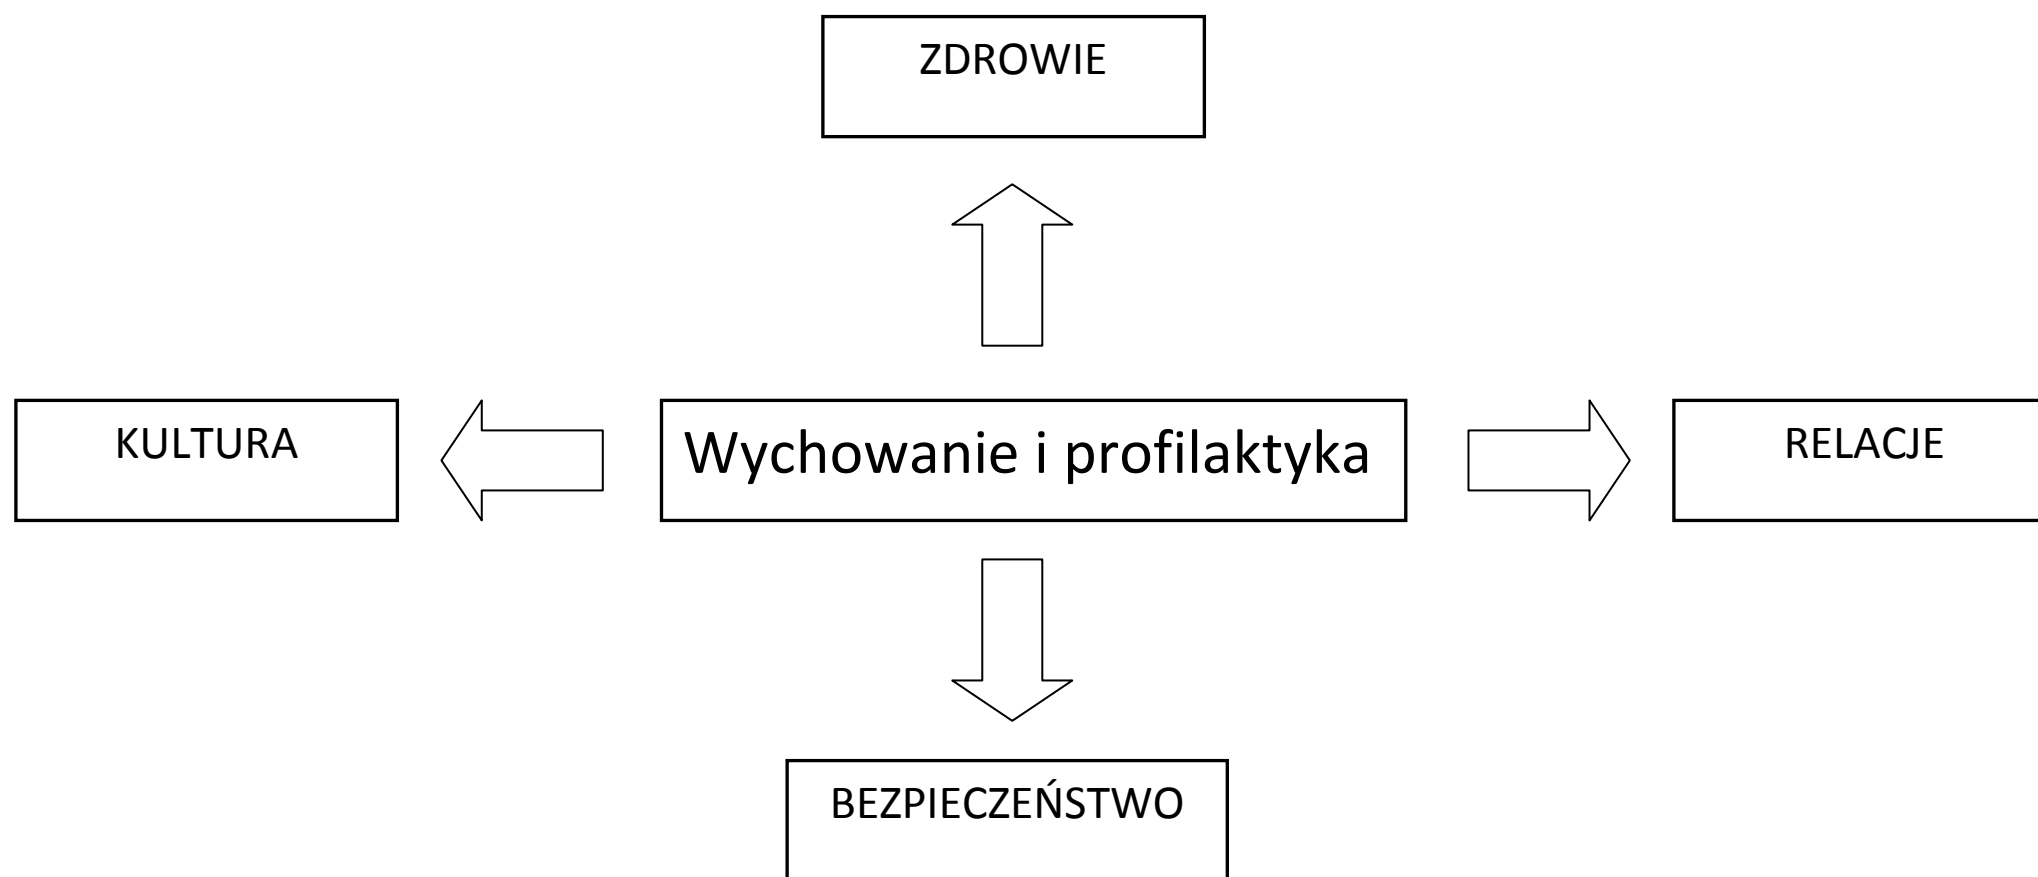 ZDROWIE
KULTURA
Wychowanie i profilaktyka
RELACJE
BEZPIECZEŃSTWO